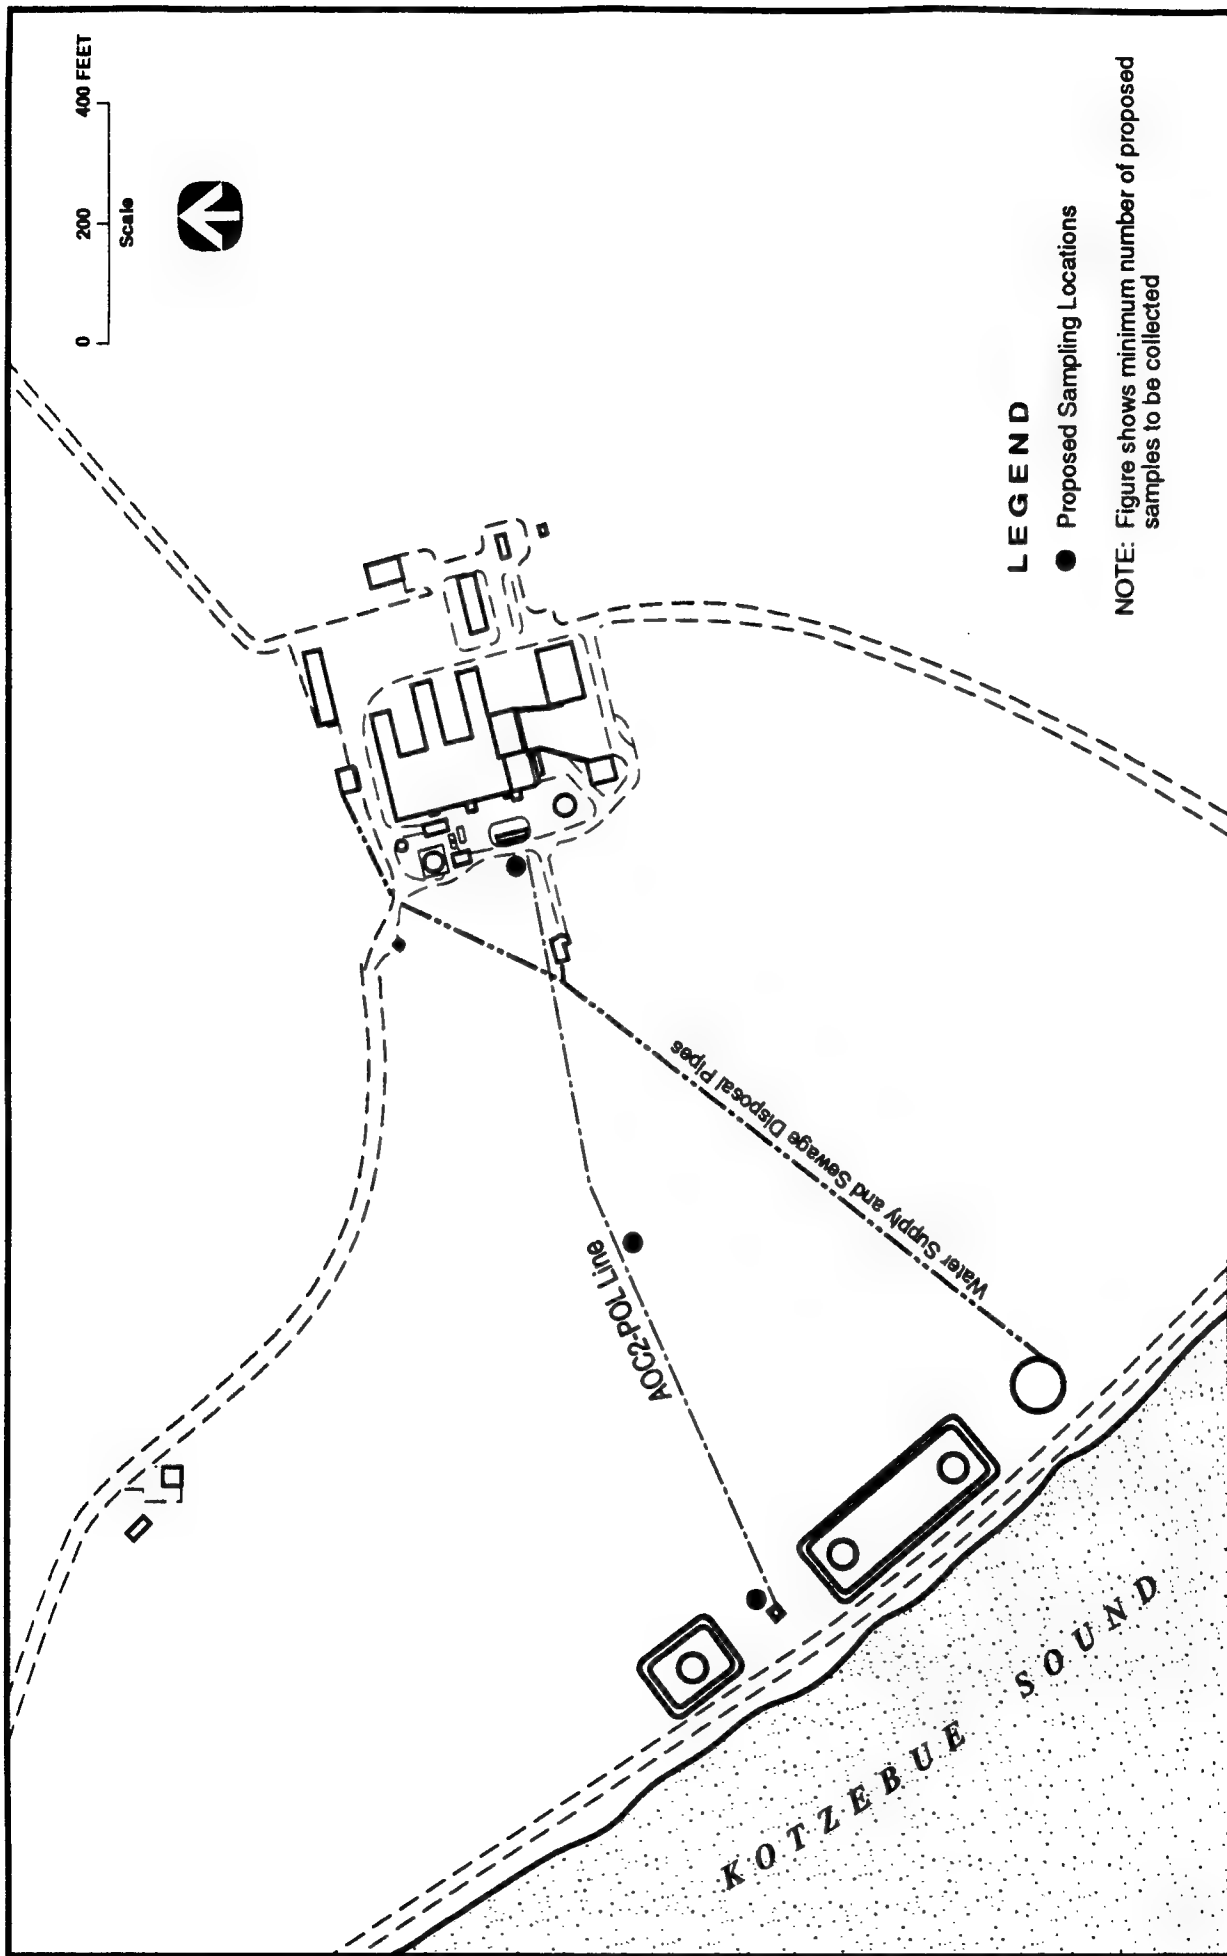 0 200 400 FEET
Scale
AOC2-POL Line
Water Supply and Sewage Disposal Pipes
KOTZEBUE SOUND
LEGEND
Proposed Sampling Locations
NOTE: Figure shows minimum number of proposed
samples to be collected